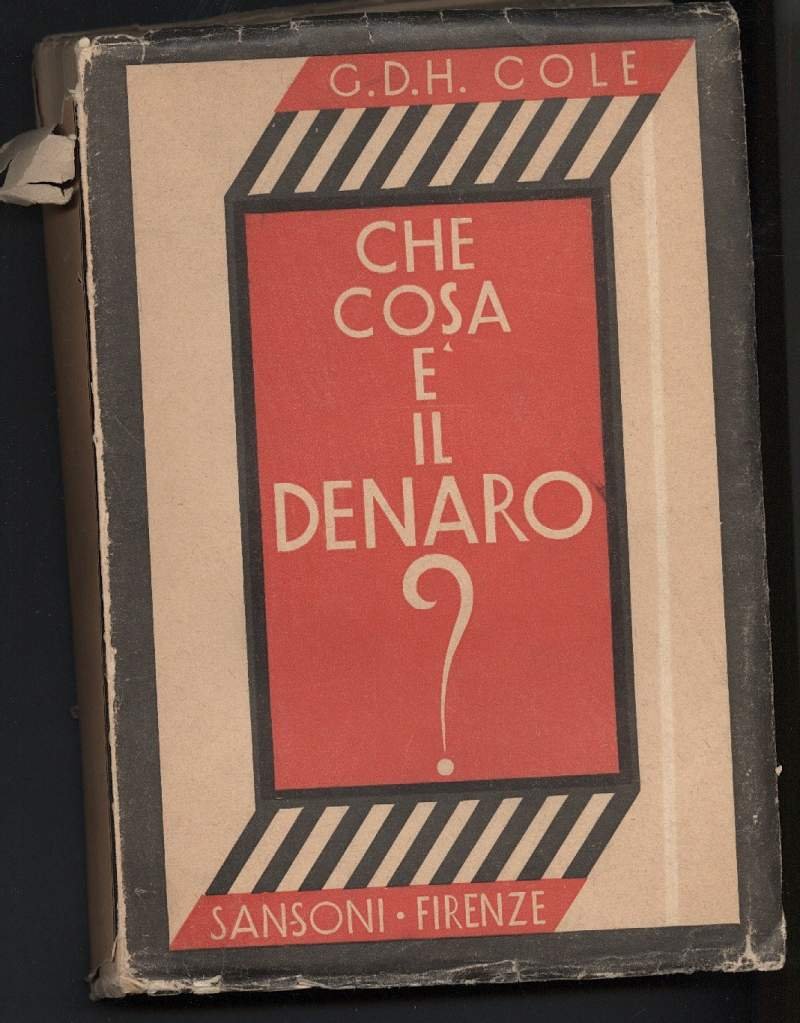 G.D.H. COLE
CHE
COSA
E'
IL
DENARO
?
SANSONI • FIRENZE